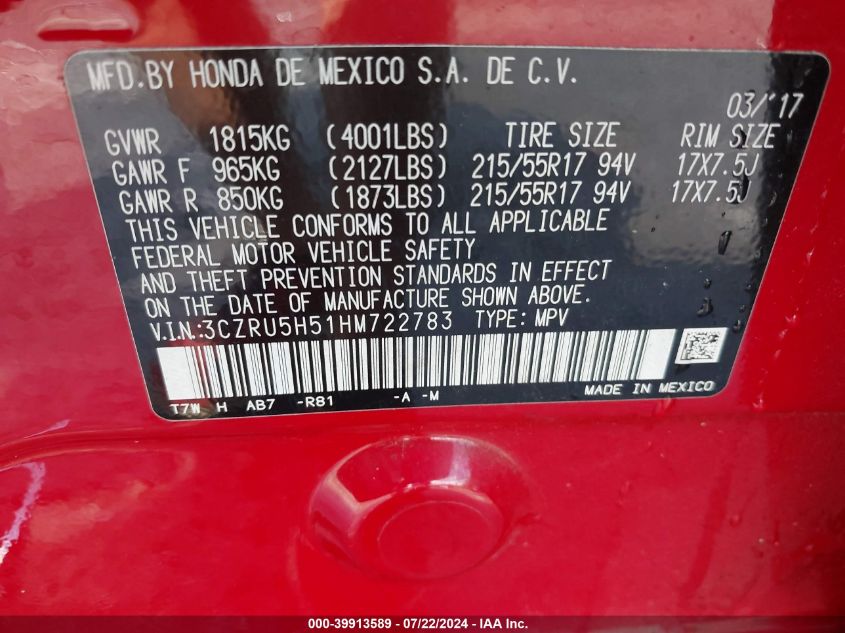 MFD.BY HONDA DE MEXICO S.A. DE C.V.
03/'17
GVWR 1815KG (4001LBS) TIRE SIZE RIM SIZE
GAWR F 965KG (2127LBS) 215/55R17 94V 17X7.5J
GAWR R 850KG (1873LBS) 215/55R17 94V 17X7.5J
THIS VEHICLE CONFORMS TO ALL APPLICABLE
FEDERAL MOTOR VEHICLE SAFETY
AND THEFT PREVENTION STANDARDS IN EFFECT
ON THE DATE OF MANUFACTURE SHOWN ABOVE.
V.I.N.:3CZRU5H51HM722783 TYPE: MPV
T7W H AB7 -R81 -A -M MADE IN MEXICO
000-39913589 / 07/22/2024 - IAA Inc.